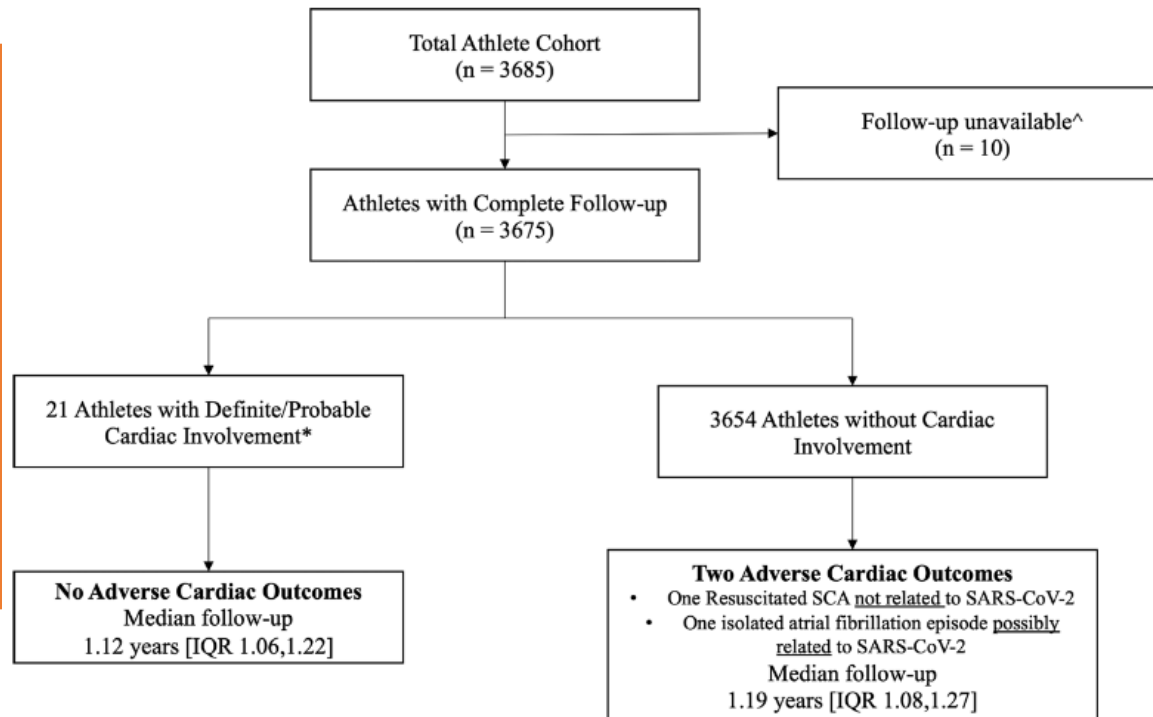 Total Athlete Cohort
(n = 3685)
Follow-up unavailable^
(n = 10)
Athletes with Complete Follow-up
(n = 3675)
21 Athletes with Definite/Probable
Cardiac Involvement*
3654 Athletes without Cardiac
Involvement
No Adverse Cardiac Outcomes
Median follow-up
1.12 years [IQR 1.06,1.22]
Two Adverse Cardiac Outcomes
• One Resuscitated SCA not related to SARS-CoV-2
• One isolated atrial fibrillation episode possibly
related to SARS-CoV-2
Median follow-up
1.19 years [IQR 1.08,1.27]